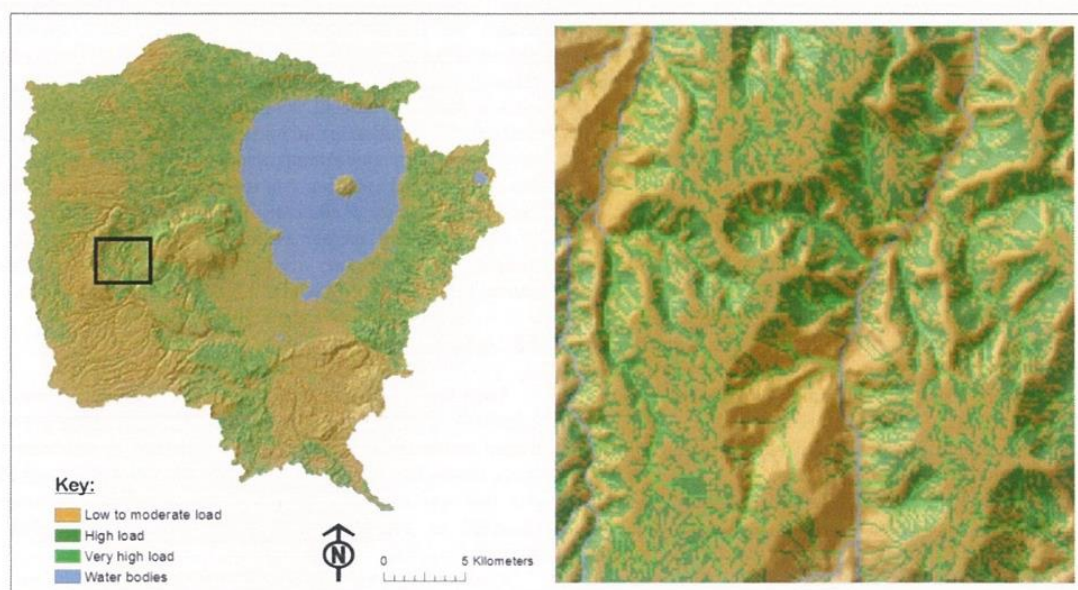 Key:
Low to moderate load
High load
Very high load
Water bodies
N
0 5 Kilometers